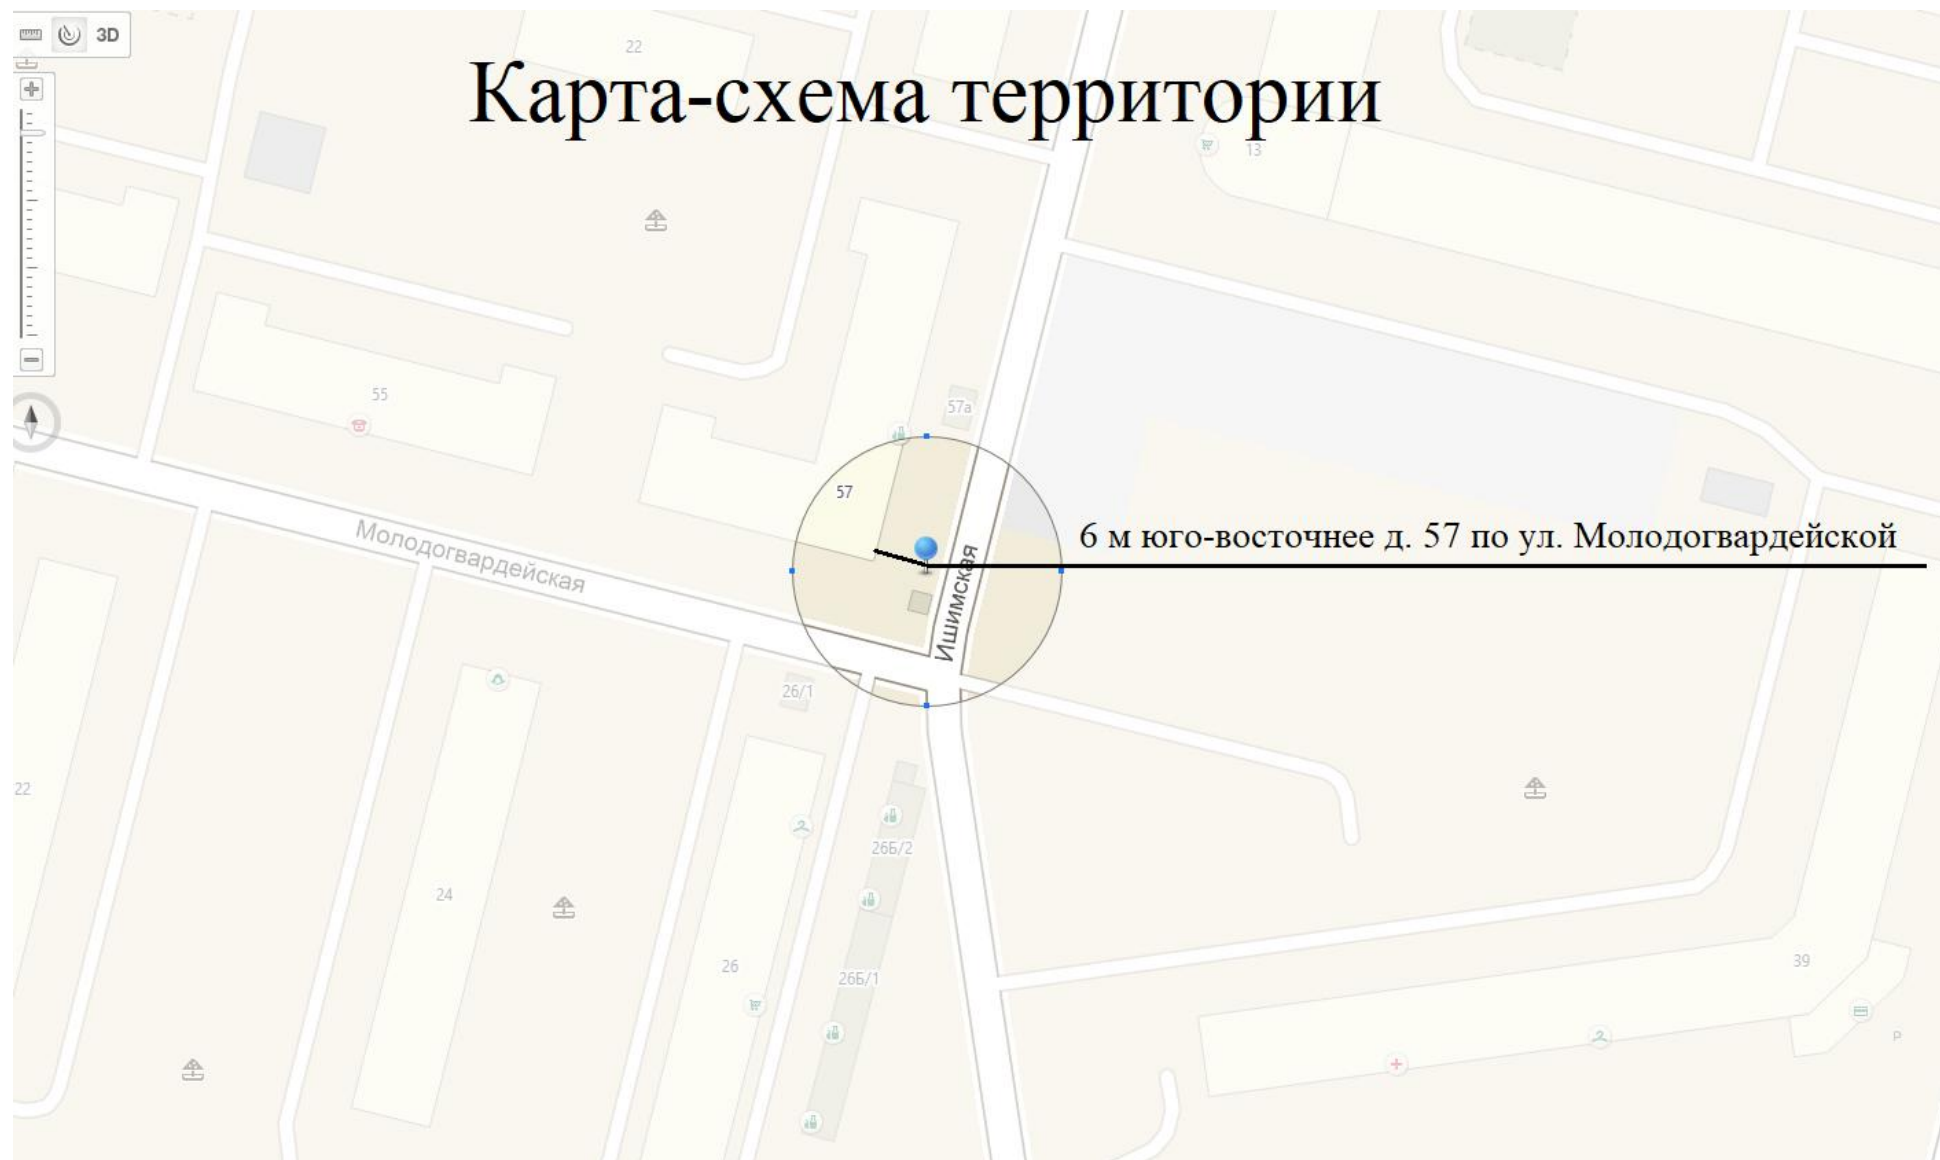 3D
22
Карта-схема территории
13
55
57а
57
6 м юго-восточнее д. 57 по ул. Молодогвардейской
Молодогвардейская
Ишимская
26/1
22
26Б/2
24
26
26Б/1
39
P